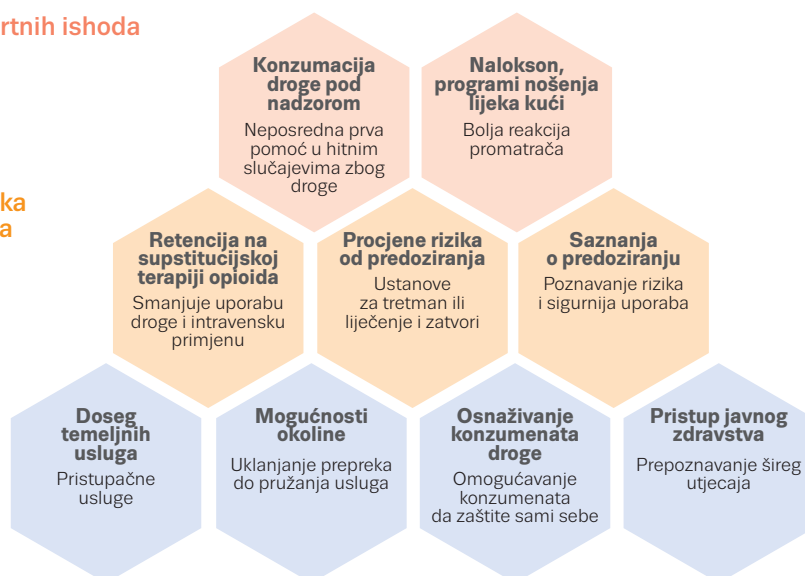 rtnih ishoda
Konzumacija
droge pod
nadzorom
Neposredna prva
pomoć u hitnim
slučajevima zbog
droge
Nalokson,
programi nošenja
lijeka kući
Bolja reakcija
promatrača
ka
a
Retencija na
supstitucijskoj
terapiji opioida
Smanjuje uporabu
droge i intravensku
primjenu
Procjene rizika
od predoziranja
Ustanove
za tretman ili
liječenje i zatvori
Saznanja
o predoziranju
Poznavanje rizika
i sigurnija uporaba
Doseg
temeljnih
usluga
Pristupačne
usluge
Mogućnosti
okoline
Uklanjanje prepreka
do pružanja usluga
Osnaživanje
konzumenata
droge
Omogućavanje
konzumenata
da zaštite sami sebe
Pristup javnog
zdravstva
Prepoznavanje šireg
utjecaja